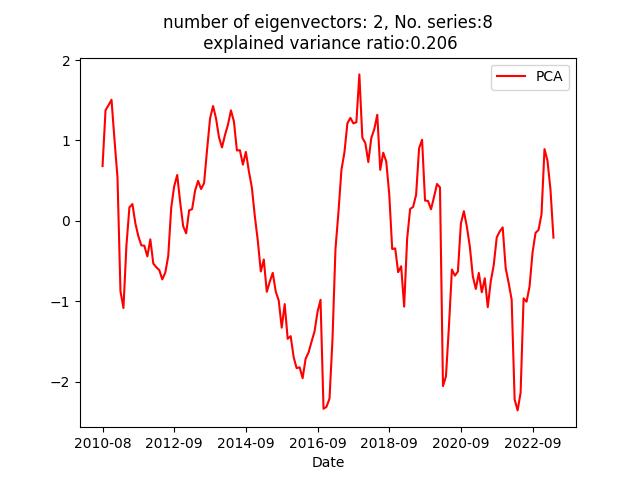 number of eigenvectors: 2, No. series:8
explained variance ratio:0.206
PCA
2
1
0
−1
−2
2010-08 2012-09 2014-09 2016-09 2018-09 2020-09 2022-09
Date